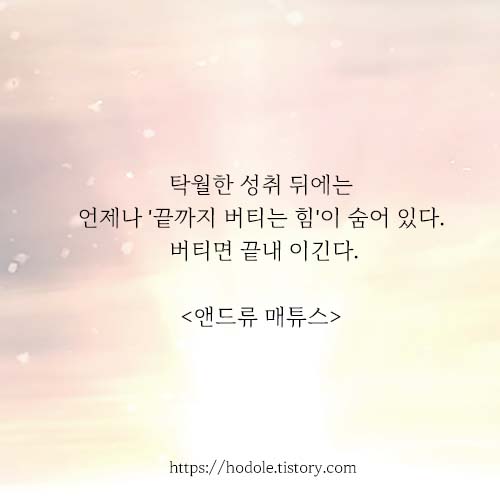 탁월한 성취 뒤에는
언제나 '끝까지 버티는 힘'이 숨어 있다.
버티면 끝내 이긴다.
<앤드류 매튜스>
https://hodole.tistory.com